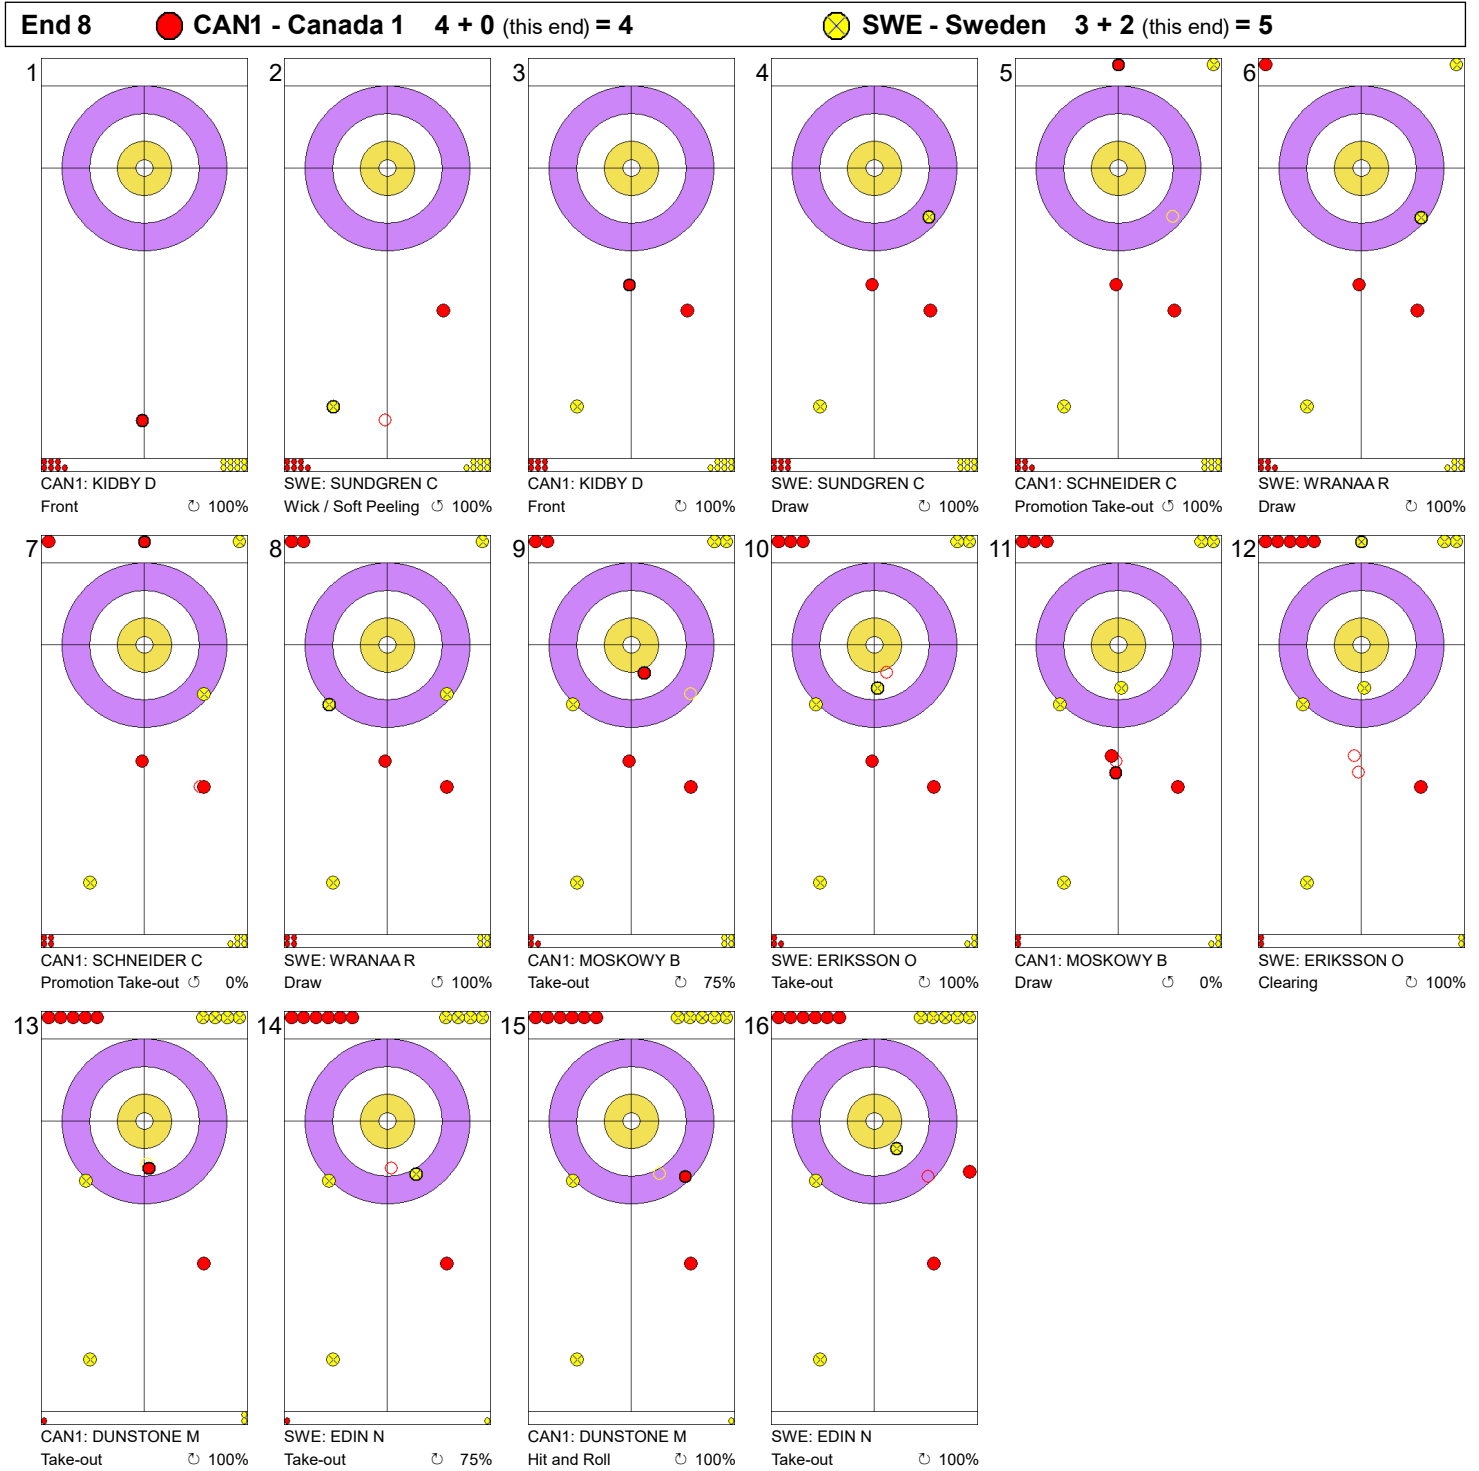 End 8 CAN1 - Canada 1 4 + 0 (this end) = 4 SWE - Sweden 3 + 2 (this end) = 5
1 2 3 4 5 6
CAN1: KIDBY D SWE: SUNDGREN C CAN1: KIDBY D SWE: SUNDGREN C CAN1: SCHNEIDER C SWE: WRANAA R
Front ↻ 100% Wick / Soft Peeling ↺ 100% Front ↻ 100% Draw ↺ 100% Promotion Take-out ↺ 100% Draw ↺ 100%
7 8 9 10 11 12
CAN1: SCHNEIDER C SWE: WRANAA R CAN1: MOSKOWY B SWE: ERIKSSON O CAN1: MOSKOWY B SWE: ERIKSSON O
Promotion Take-out ↺ 0% Draw ↺ 100% Take-out ↻ 75% Take-out ↻ 100% Draw ↺ 0% Clearing ↻ 100%
13 14 15 16
CAN1: DUNSTONE M SWE: EDIN N CAN1: DUNSTONE M SWE: EDIN N
Take-out ↻ 100% Take-out ↻ 75% Hit and Roll ↻ 100% Take-out ↻ 100%